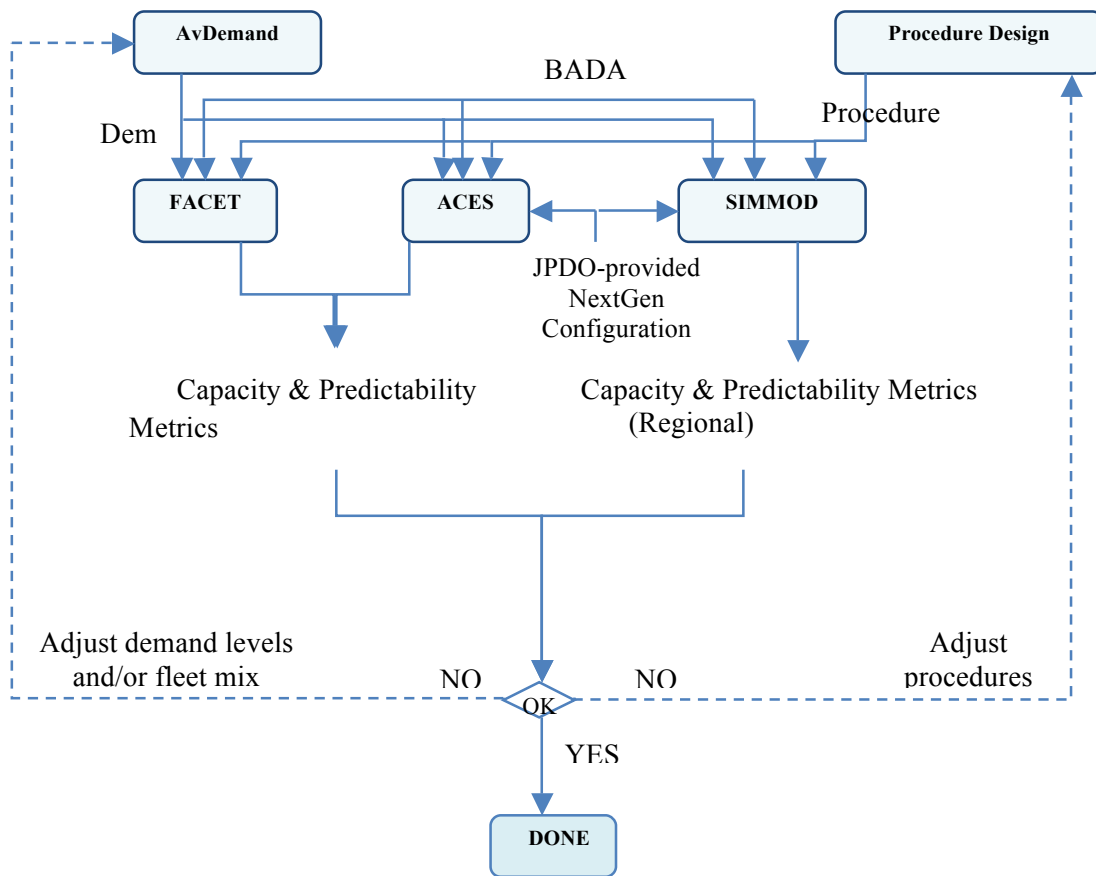 AvDemand
Procedure Design
BADA
Dem
Procedure
FACET
ACES
SIMMOD
JPDO-provided
NextGen
Configuration
Capacity & Predictability
Metrics
Capacity & Predictability Metrics
(Regional)
Adjust demand levels
and/or fleet mix
NO
NO
Adjust
procedures
OK
YES
DONE